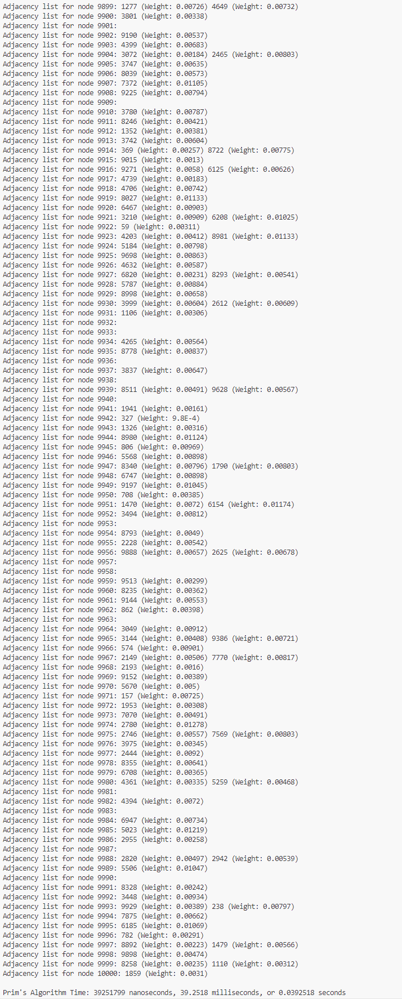 Adjacency list for node 9899: 1277 (Weight: 0.00726) 4649 (Weight: 0.00732)
Adjacency list for node 9900: 3801 (Weight: 0.00338)
Adjacency list for node 9901:
Adjacency list for node 9902: 9190 (Weight: 0.00537)
Adjacency list for node 9903: 4399 (Weight: 0.00683)
Adjacency list for node 9904: 3072 (Weight: 0.00184) 2465 (Weight: 0.00803)
Adjacency list for node 9905: 3747 (Weight: 0.00635)
Adjacency list for node 9906: 8039 (Weight: 0.00573)
Adjacency list for node 9907: 7372 (Weight: 0.01105)
Adjacency list for node 9908: 9225 (Weight: 0.00794)
Adjacency list for node 9909:
Adjacency list for node 9910: 3780 (Weight: 0.00787)
Adjacency list for node 9911: 8246 (Weight: 0.00421)
Adjacency list for node 9912: 1352 (Weight: 0.00381)
Adjacency list for node 9913: 3742 (Weight: 0.00604)
Adjacency list for node 9914: 369 (Weight: 0.00257) 8722 (Weight: 0.00775)
Adjacency list for node 9915: 9015 (Weight: 0.0013)
Adjacency list for node 9916: 9271 (Weight: 0.0058) 6125 (Weight: 0.00626)
Adjacency list for node 9917: 4739 (Weight: 0.00183)
Adjacency list for node 9918: 4706 (Weight: 0.00742)
Adjacency list for node 9919: 8027 (Weight: 0.01133)
Adjacency list for node 9920: 6467 (Weight: 0.00903)
Adjacency list for node 9921: 3210 (Weight: 0.00909) 6208 (Weight: 0.01025)
Adjacency list for node 9922: 59 (Weight: 0.00311)
Adjacency list for node 9923: 4203 (Weight: 0.00412) 8981 (Weight: 0.01133)
Adjacency list for node 9924: 5184 (Weight: 0.00798)
Adjacency list for node 9925: 9698 (Weight: 0.00863)
Adjacency list for node 9926: 4632 (Weight: 0.00587)
Adjacency list for node 9927: 6820 (Weight: 0.00231) 8293 (Weight: 0.00541)
Adjacency list for node 9928: 5787 (Weight: 0.00884)
Adjacency list for node 9929: 8998 (Weight: 0.00658)
Adjacency list for node 9930: 3999 (Weight: 0.00604) 2612 (Weight: 0.00609)
Adjacency list for node 9931: 1106 (Weight: 0.00306)
Adjacency list for node 9932:
Adjacency list for node 9933:
Adjacency list for node 9934: 4265 (Weight: 0.00564)
Adjacency list for node 9935: 8778 (Weight: 0.00837)
Adjacency list for node 9936:
Adjacency list for node 9937: 3837 (Weight: 0.00647)
Adjacency list for node 9938:
Adjacency list for node 9939: 8511 (Weight: 0.00491) 9628 (Weight: 0.00567)
Adjacency list for node 9940:
Adjacency list for node 9941: 1941 (Weight: 0.00161)
Adjacency list for node 9942: 327 (Weight: 9.8E-4)
Adjacency list for node 9943: 1326 (Weight: 0.00316)
Adjacency list for node 9944: 8980 (Weight: 0.01124)
Adjacency list for node 9945: 806 (Weight: 0.00969)
Adjacency list for node 9946: 5568 (Weight: 0.00898)
Adjacency list for node 9947: 8340 (Weight: 0.00796) 1790 (Weight: 0.00803)
Adjacency list for node 9948: 6747 (Weight: 0.00898)
Adjacency list for node 9949: 9197 (Weight: 0.01045)
Adjacency list for node 9950: 708 (Weight: 0.00385)
Adjacency list for node 9951: 1470 (Weight: 0.0072) 6154 (Weight: 0.01174)
Adjacency list for node 9952: 3494 (Weight: 0.00812)
Adjacency list for node 9953:
Adjacency list for node 9954: 8793 (Weight: 0.0049)
Adjacency list for node 9955: 2228 (Weight: 0.00542)
Adjacency list for node 9956: 9888 (Weight: 0.00657) 2625 (Weight: 0.00678)
Adjacency list for node 9957:
Adjacency list for node 9958:
Adjacency list for node 9959: 9513 (Weight: 0.00299)
Adjacency list for node 9960: 8235 (Weight: 0.00362)
Adjacency list for node 9961: 9144 (Weight: 0.00553)
Adjacency list for node 9962: 862 (Weight: 0.00398)
Adjacency list for node 9963:
Adjacency list for node 9964: 3049 (Weight: 0.00912)
Adjacency list for node 9965: 3144 (Weight: 0.00408) 9386 (Weight: 0.00721)
Adjacency list for node 9966: 574 (Weight: 0.00901)
Adjacency list for node 9967: 2149 (Weight: 0.00506) 7770 (Weight: 0.00817)
Adjacency list for node 9968: 2193 (Weight: 0.0016)
Adjacency list for node 9969: 9152 (Weight: 0.00389)
Adjacency list for node 9970: 5670 (Weight: 0.005)
Adjacency list for node 9971: 157 (Weight: 0.00725)
Adjacency list for node 9972: 1953 (Weight: 0.00308)
Adjacency list for node 9973: 7070 (Weight: 0.00491)
Adjacency list for node 9974: 2780 (Weight: 0.01278)
Adjacency list for node 9975: 2746 (Weight: 0.00557) 7569 (Weight: 0.00803)
Adjacency list for node 9976: 3975 (Weight: 0.00345)
Adjacency list for node 9977: 2444 (Weight: 0.0092)
Adjacency list for node 9978: 8355 (Weight: 0.00641)
Adjacency list for node 9979: 6708 (Weight: 0.00365)
Adjacency list for node 9980: 4361 (Weight: 0.00335) 5259 (Weight: 0.00468)
Adjacency list for node 9981:
Adjacency list for node 9982: 4394 (Weight: 0.0072)
Adjacency list for node 9983:
Adjacency list for node 9984: 6947 (Weight: 0.00734)
Adjacency list for node 9985: 5023 (Weight: 0.01219)
Adjacency list for node 9986: 2955 (Weight: 0.00258)
Adjacency list for node 9987:
Adjacency list for node 9988: 2820 (Weight: 0.00497) 2942 (Weight: 0.00539)
Adjacency list for node 9989: 5506 (Weight: 0.01047)
Adjacency list for node 9990:
Adjacency list for node 9991: 8328 (Weight: 0.00242)
Adjacency list for node 9992: 3448 (Weight: 0.00934)
Adjacency list for node 9993: 9929 (Weight: 0.00389) 238 (Weight: 0.00797)
Adjacency list for node 9994: 7875 (Weight: 0.00662)
Adjacency list for node 9995: 6185 (Weight: 0.01069)
Adjacency list for node 9996: 782 (Weight: 0.00291)
Adjacency list for node 9997: 8892 (Weight: 0.00223) 1479 (Weight: 0.00566)
Adjacency list for node 9998: 9898 (Weight: 0.00474)
Adjacency list for node 9999: 8258 (Weight: 0.00235) 1110 (Weight: 0.00312)
Adjacency list for node 10000: 1859 (Weight: 0.0031)
Prim's Algorithm Time: 39251799 nanoseconds, 39.2518 milliseconds, or 0.0392518 seconds